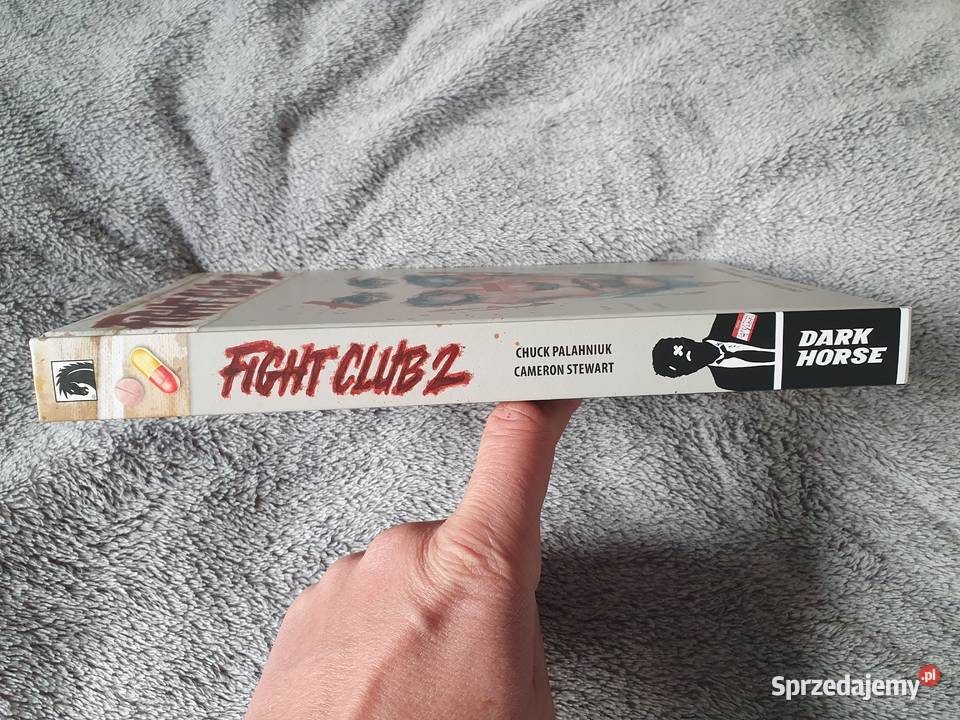 FIGHT CLUB 2
CHUCK PALAHNIUK
CAMERON STEWART
DARK
HORSE
Sprzedajemy.pl